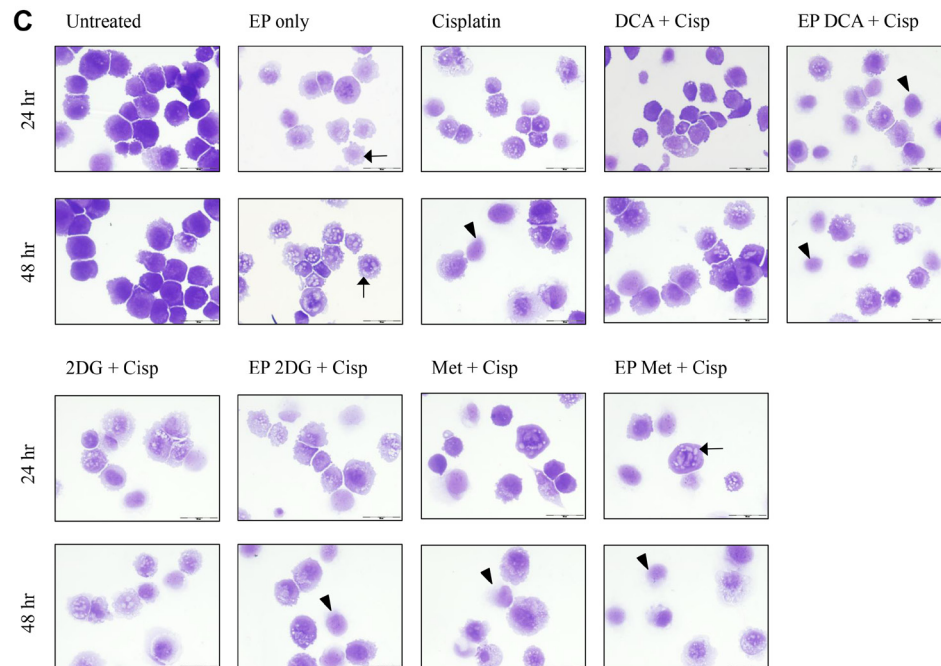 C
Untreated EP only Cisplatin DCA + Cisp EP DCA + Cisp
24 hr
48 hr
2DG + Cisp EP 2DG + Cisp Met + Cisp EP Met + Cisp
24 hr
48 hr